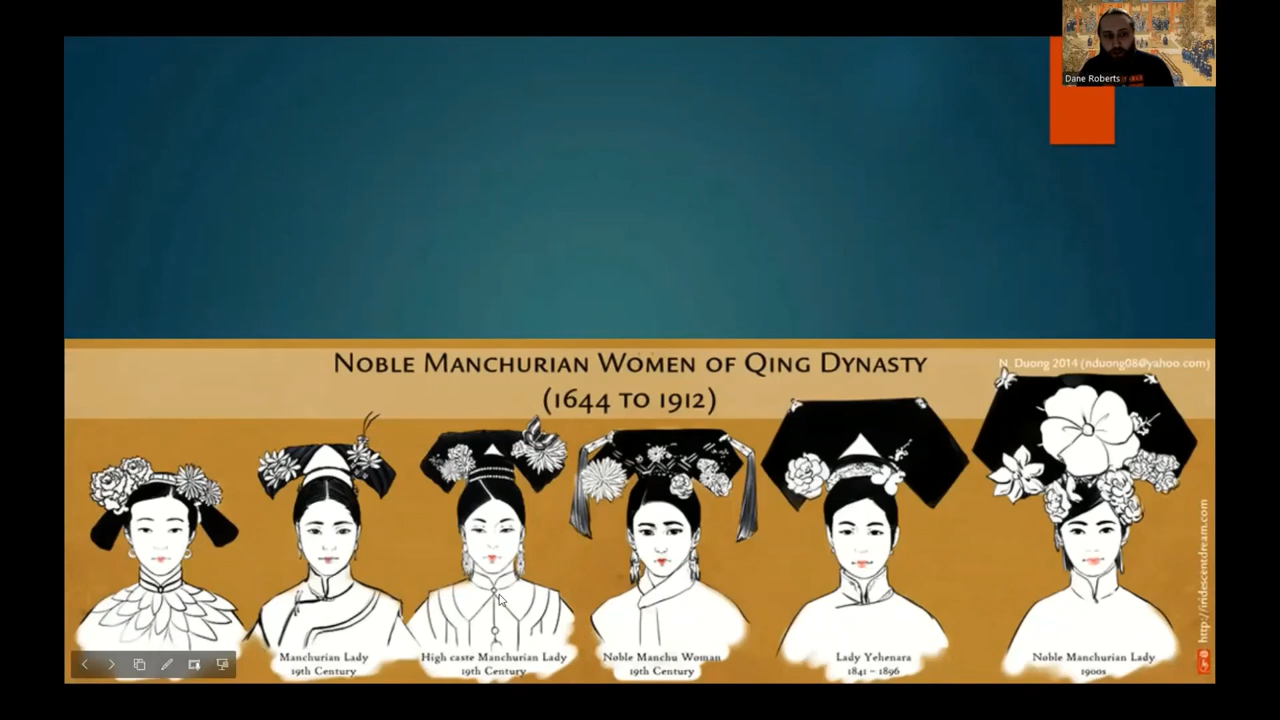 Dane Roberts
NOBLE MANCHURIAN WOMEN OF QING DYNASTY
(1644 TO 1912)
N. Duong 2014 (nduong08@yahoo.com)
http://iridescentdream.com
Manchurian Lady
19th Century
High caste Manchurian Lady
19th Century
Noble Manchu Woman
19th Century
Lady Yehenara
1841 - 1896
Noble Manchurian Lady
1900s